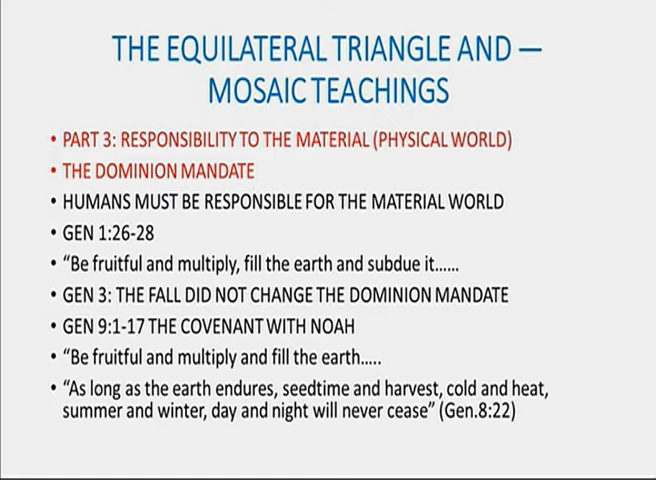 THE EQUILATERAL TRIANGLE AND —
MOSAIC TEACHINGS
• PART 3: RESPONSIBILITY TO THE MATERIAL (PHYSICAL WORLD)
• THE DOMINION MANDATE
• HUMANS MUST BE RESPONSIBLE FOR THE MATERIAL WORLD
• GEN 1:26-28
• “Be fruitful and multiply, fill the earth and subdue it……
• GEN 3: THE FALL DID NOT CHANGE THE DOMINION MANDATE
• GEN 9:1-17 THE COVENANT WITH NOAH
• “Be fruitful and multiply and fill the earth…..
• “As long as the earth endures, seedtime and harvest, cold and heat,
summer and winter, day and night will never cease” (Gen.8:22)